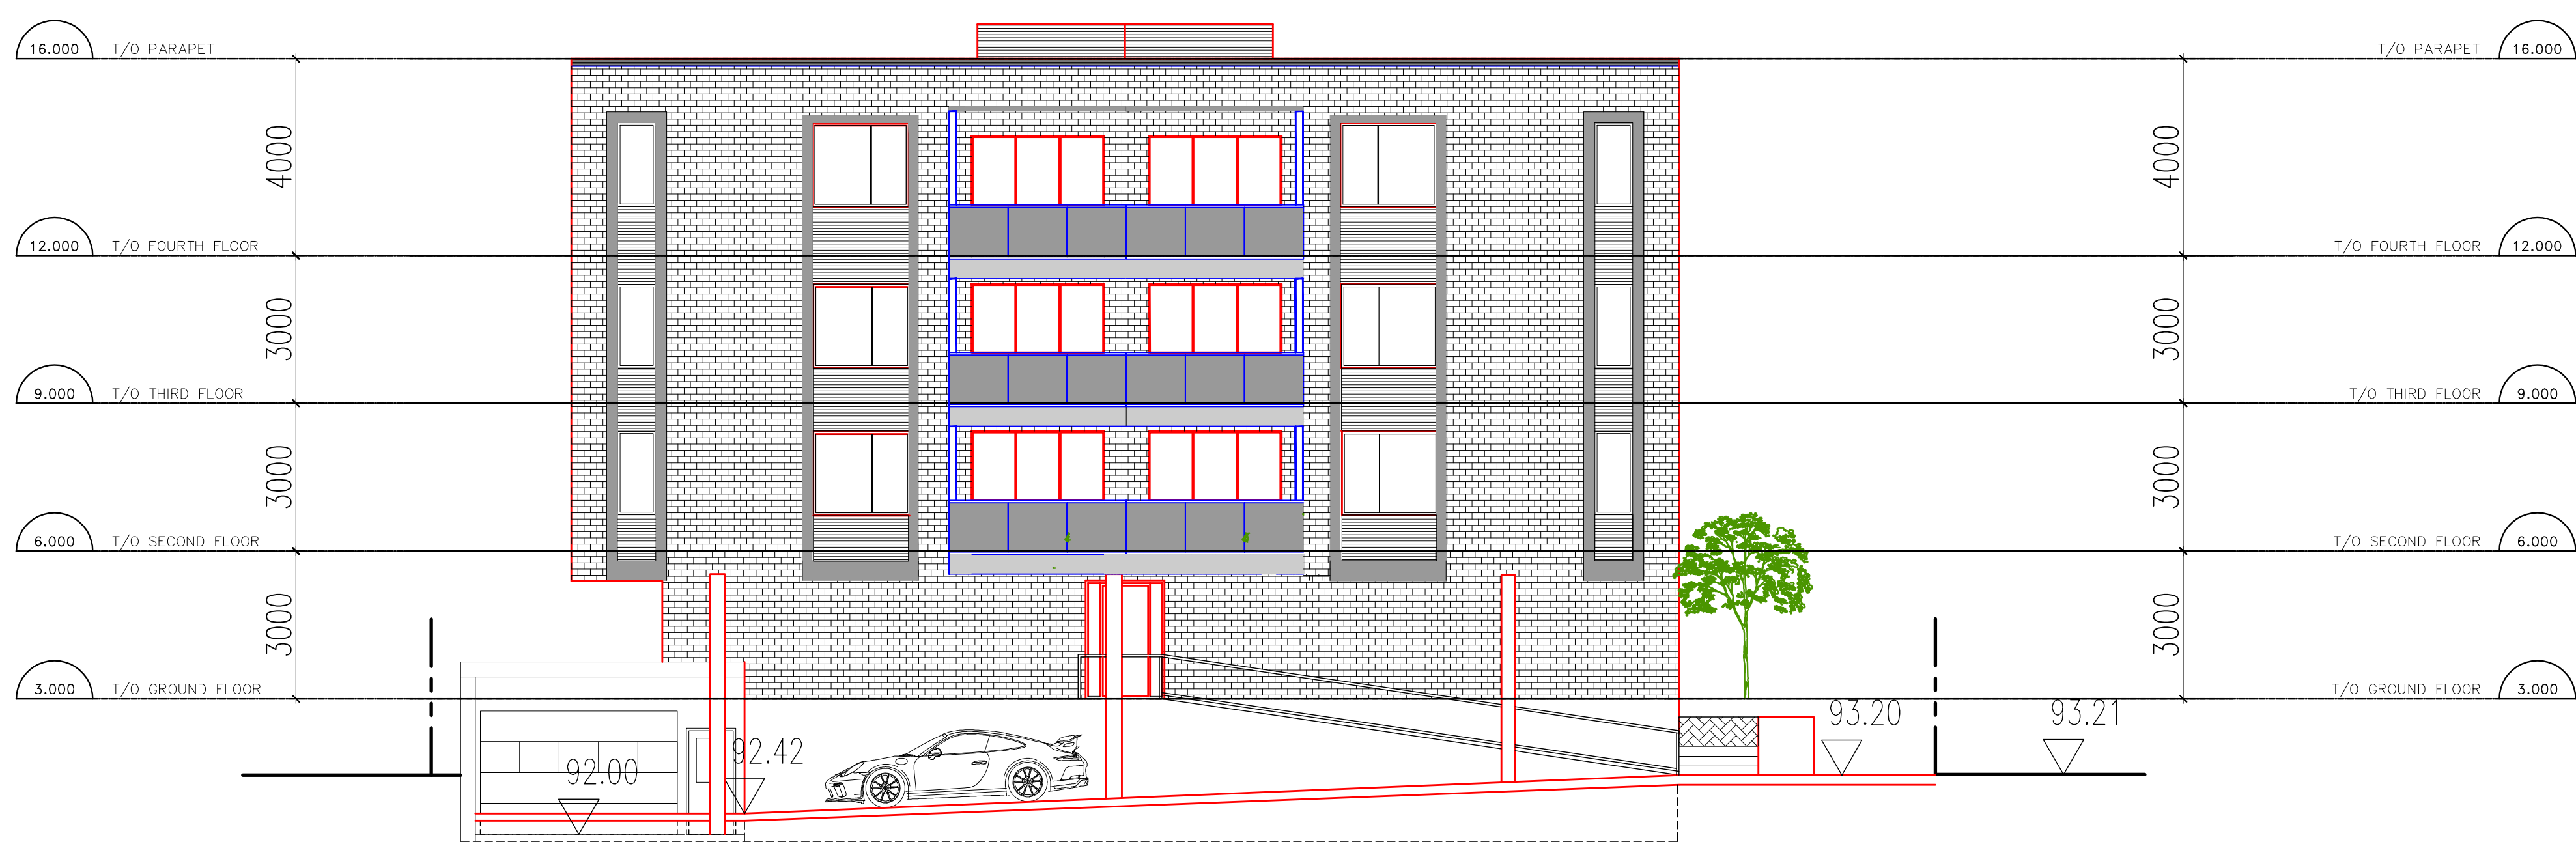 16.000 T/O PARAPET
T/O PARAPET 16.000
4000
4000
12.000 T/O FOURTH FLOOR
T/O FOURTH FLOOR 12.000
3000
3000
9.000 T/O THIRD FLOOR
T/O THIRD FLOOR 9.000
3000
3000
6.000 T/O SECOND FLOOR
T/O SECOND FLOOR 6.000
3000
3000
3.000 T/O GROUND FLOOR
T/O GROUND FLOOR 3.000
93.20
93.21
92.42
92.00